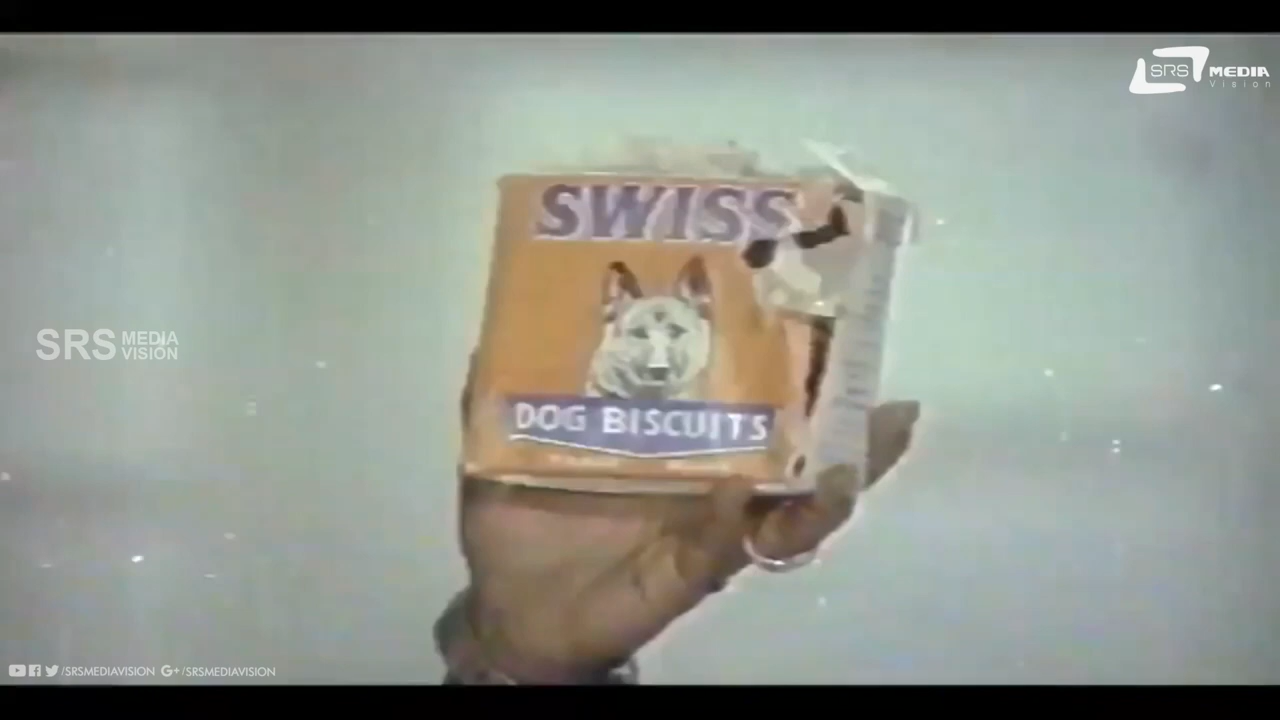 SRS MEDIA
Vision
SWISS
DOG BISCUITS
SRS MEDIA
VISION
/SRSMEDIAVISION G+/SRSMEDIAVISION